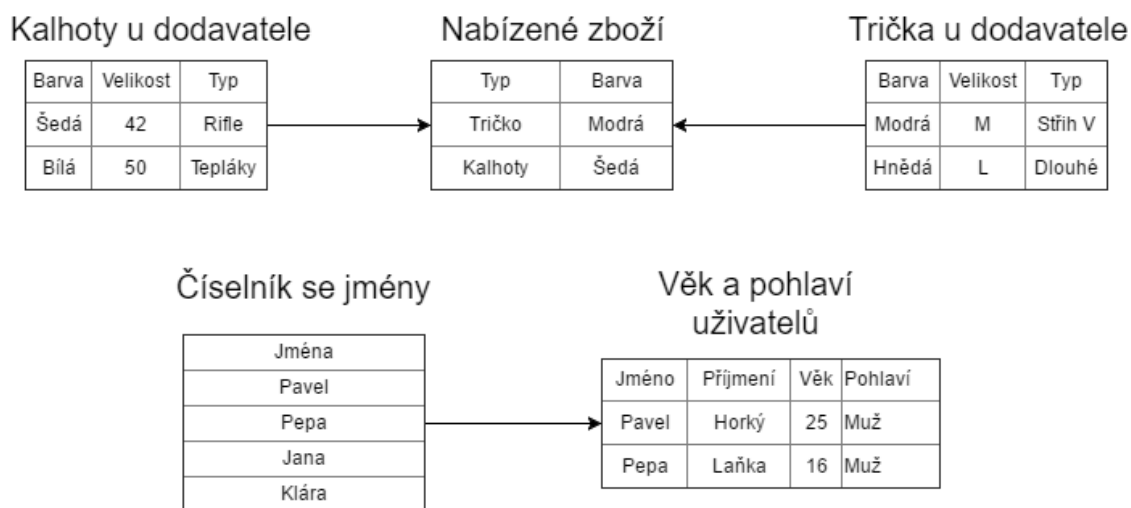 Kalhoty u dodavatele
Barva Velikost Typ
Šedá 42 Rifle
Bílá 50 Tepláky
Nabízené zboží
Typ Barva
Tričko Modrá
Kalhoty Šedá
Trička u dodavatele
Barva Velikost Typ
Modrá M Střih V
Hnědá L Dlouhé
Číselník se jmény
Jména
Pavel
Pepa
Jana
Klára
Věk a pohlaví
uživatelů
Jméno Příjmení Věk Pohlaví
Pavel Horký 25 Muž
Pepa Laňka 16 Muž